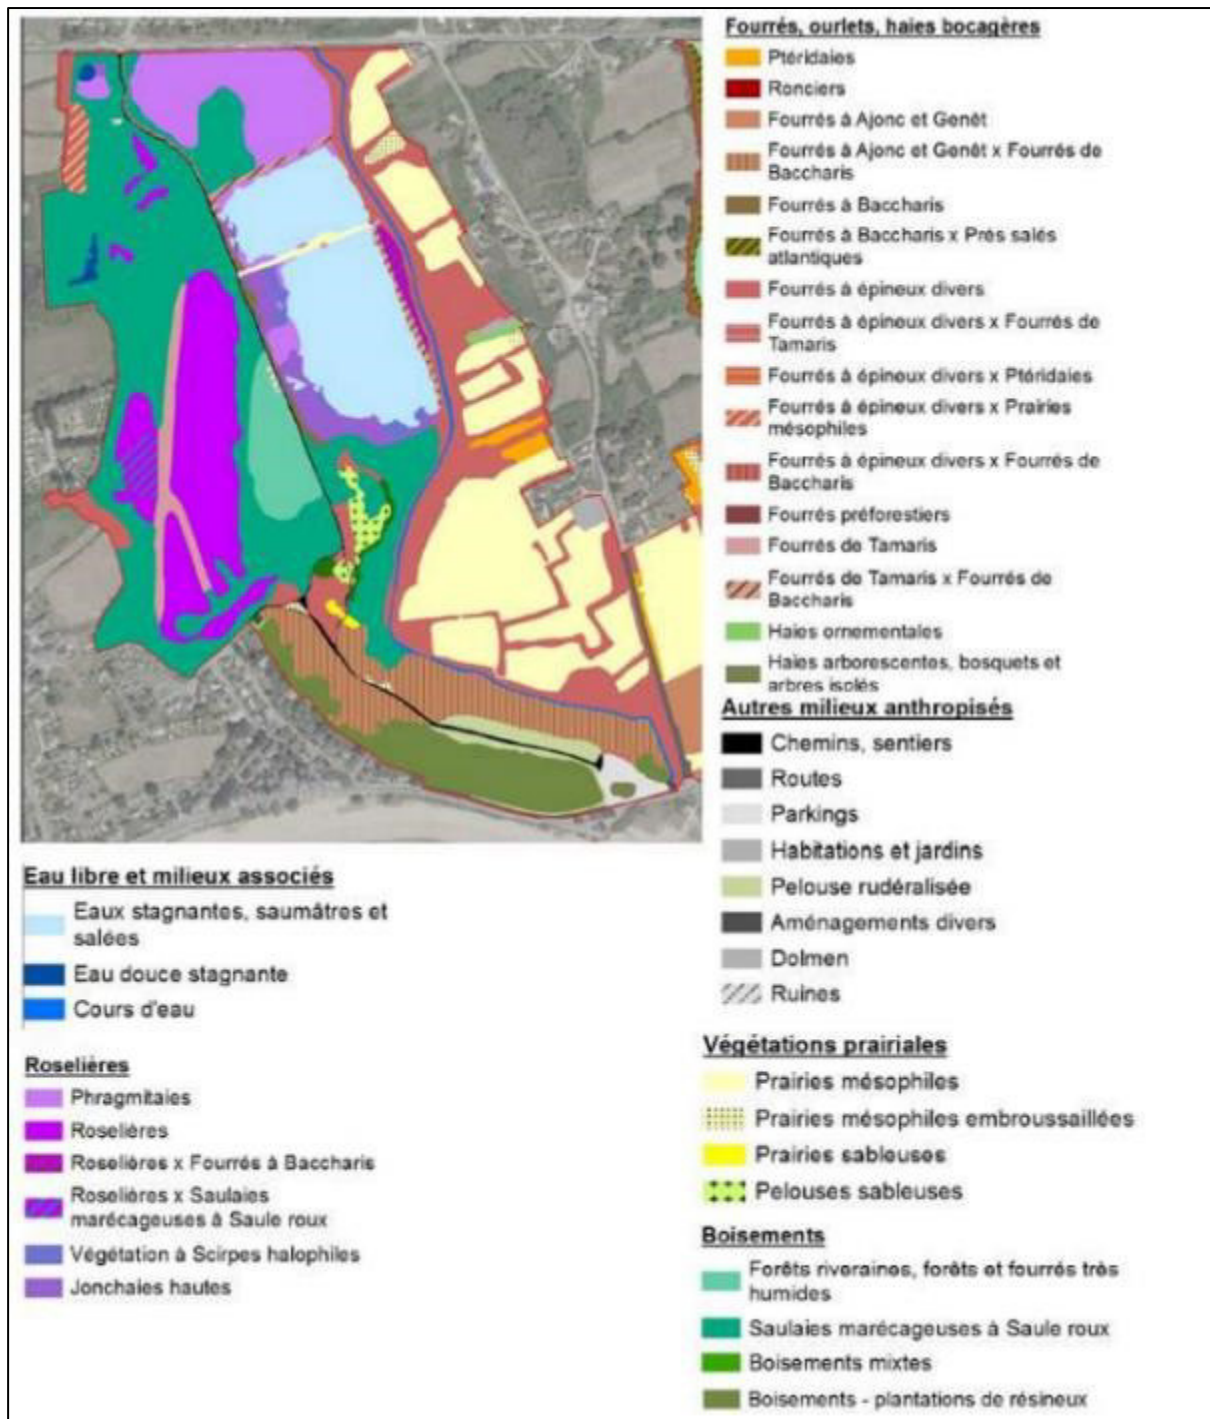 Fourrés, ourlets, haies bocagères
Ptéridaies
Ronciers
Fourrés à Ajonc et Genêt
Fourrés à Ajonc et Genêt x Fourrés de
Baccharis
Fourrés à Baccharis
Fourrés à Baccharis x Prés salés
atlantiques
Fourrés à épineux divers
Fourrés à épineux divers x Fourrés de
Tamaris
Fourrés à épineux divers x Ptéridaies
Fourrés à épineux divers x Prairies
mésophiles
Fourrés à épineux divers x Fourrés de
Baccharis
Fourrés préforestiers
Fourrés de Tamaris
Fourrés de Tamaris x Fourrés de
Baccharis
Haies ornementales
Haies arborescentes, bosquets et
arbres isolés
Autres milieux anthropisés
Chemins, sentiers
Routes
Parkings
Habitations et jardins
Pelouse rudéralisée
Aménagements divers
Dolmen
Ruines
Eau libre et milieux associés
Eaux stagnantes, saumâtres et
salées
Eau douce stagnante
Cours d'eau
Roselières
Phragmitaies
Roselières
Roselières x Fourrés à Baccharis
Roselières x Saulaies
marécageuses à Saule roux
Végétation à Scirpes halophiles
Jonchaies hautes
Végétations prairiales
Prairies mésophiles
Prairies mésophiles embroussaillées
Prairies sableuses
Pelouses sableuses
Boisements
Forêts riveraines, forêts et fourrés très
humides
Saulaies marécageuses à Saule roux
Boisements mixtes
Boisements - plantations de résineux